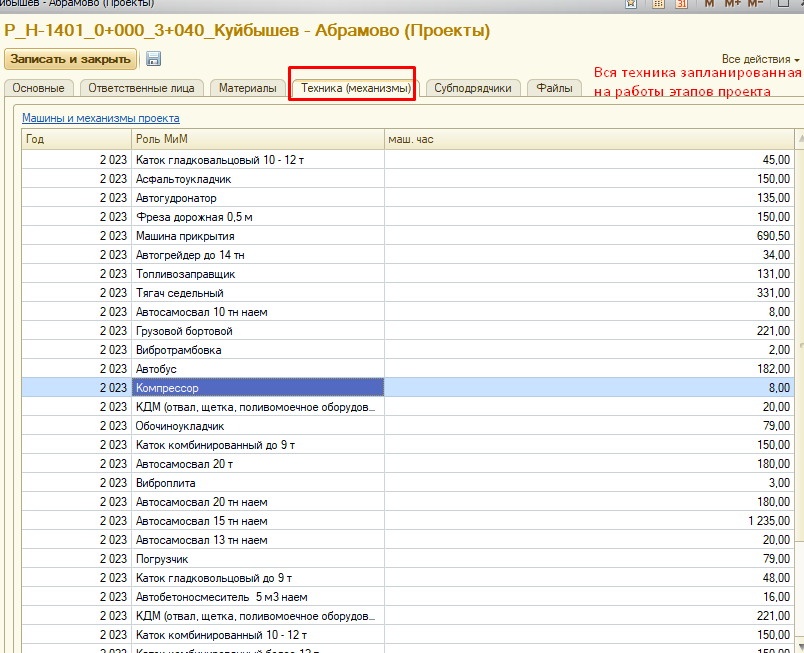 йбышев - Абрамово (Проекты)
31 M M+ M-
Р_Н-1401_0+000_3+040_Куйбышев - Абрамово (Проекты)
Записать и закрыть
Все действия
Основные Ответственные лица Материалы Техника (механизмы) Субподрядчики Файлы
Вся техника запланированная
на работы этапов проекта
Машины и механизмы проекта
Год Роль МиМ маш. час
2 023 Каток гладковальцовый 10 - 12 т 45,00
2 023 Асфальтоукладчик 150,00
2 023 Автогудронатор 135,00
2 023 Фреза дорожная 0,5 м 150,00
2 023 Машина прикрытия 690,50
2 023 Автогрейдер до 14 тн 34,00
2 023 Топливозаправщик 131,00
2 023 Тягач седельный 331,00
2 023 Автосамосвал 10 тн наем 8,00
2 023 Грузовой бортовой 221,00
2 023 Вибротрамбовка 2,00
2 023 Автобус 182,00
2 023 Компрессор 8,00
2 023 КДМ (отвал, щетка, поливомоечное оборудов... 20,00
2 023 Обочиноукладчик 79,00
2 023 Каток комбинированный до 9 т 150,00
2 023 Автосамосвал 20 т 180,00
2 023 Виброплита 3,00
2 023 Автосамосвал 20 тн наем 180,00
2 023 Автосамосвал 15 тн наем 1 235,00
2 023 Автосамосвал 13 тн наем 20,00
2 023 Погрузчик 79,00
2 023 Каток гладковольцовый до 9 т 48,00
2 023 Автобетоносмеситель 5 м3 наем 16,00
2 023 КДМ (отвал, щетка, поливомоечное оборудов... 221,00
2 023 Каток комбинированный 10 - 12 т 150,00
2 023 Каток комбинированный более 12 т 150,00